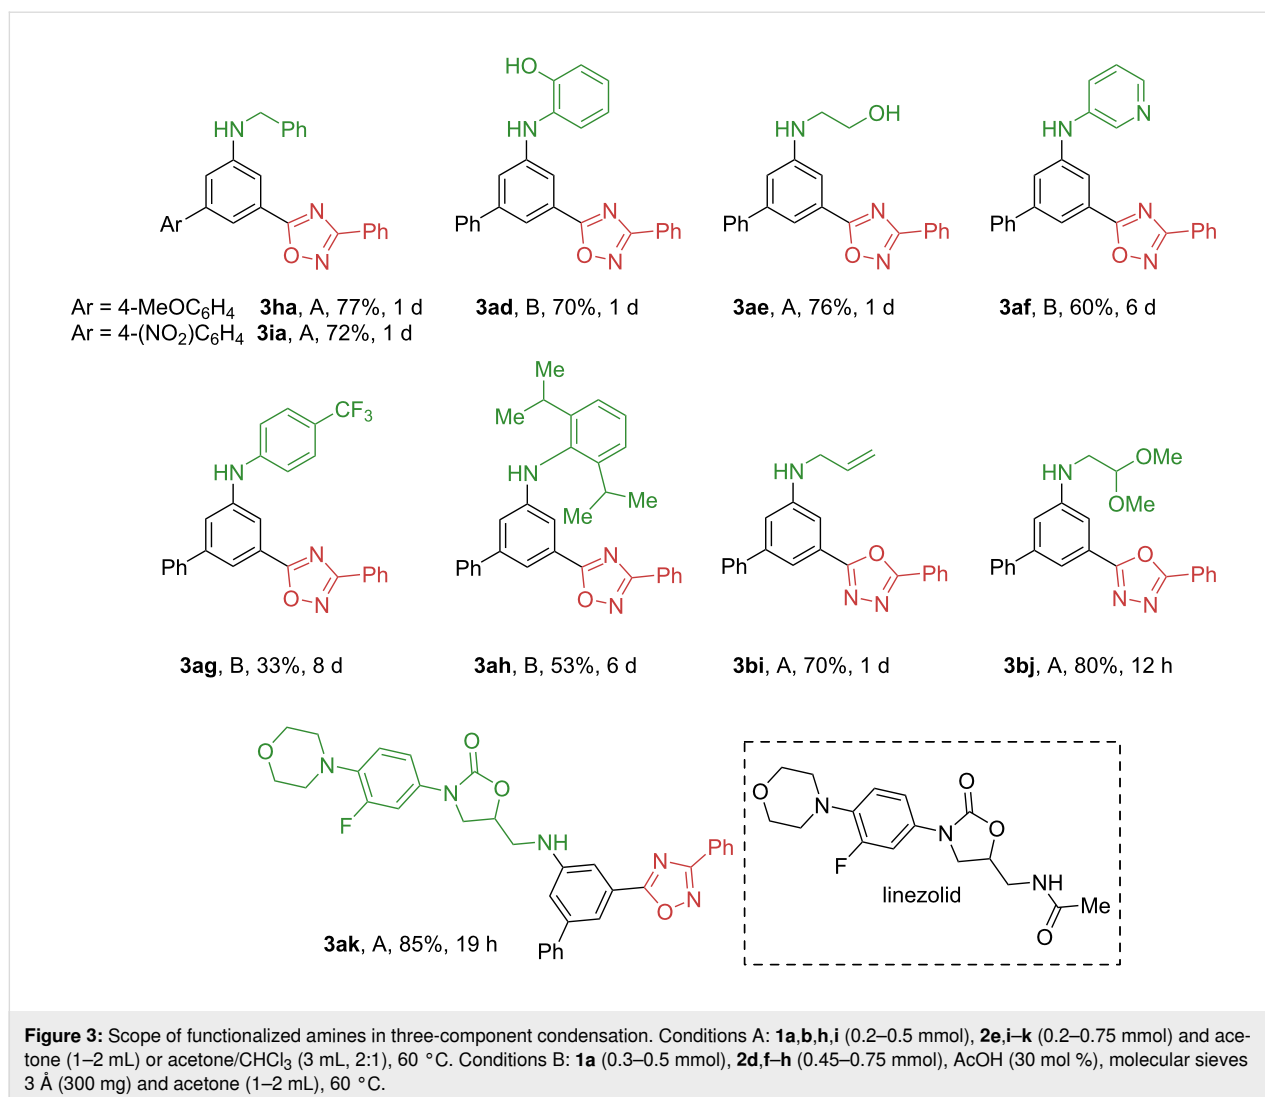 HO
HN
Ph
Ar
N
Ph
O
N
HN
Ph
N
Ph
O
N
HN
OH
Ph
N
Ph
O
N
HN
N
Ph
N
Ph
O
N
Ar = 4-MeOC6H4 3ha, A, 77%, 1 d
Ar = 4-(NO2)C6H4 3ia, A, 72%, 1 d
3ad, B, 70%, 1 d
3ae, A, 76%, 1 d
3af, B, 60%, 6 d
CF3
HN
Ph
N
Ph
O
N
Me
Me
HN
Me
Me
Ph
N
Ph
O
N
HN
Ph
O
Ph
N
N
HN
OMe
OMe
Ph
O
Ph
N
N
3ag, B, 33%, 8 d
3ah, B, 53%, 6 d
3bi, A, 70%, 1 d
3bj, A, 80%, 12 h
O
N
F
N
O
O
NH
N
Ph
O
N
Ph
3ak, A, 85%, 19 h
O
N
F
N
O
O
NH
Me
O
linezolid
Figure 3: Scope of functionalized amines in three-component condensation. Conditions A: 1a,b,h,i (0.2–0.5 mmol), 2e,i–k (0.2–0.75 mmol) and ace-
tone (1–2 mL) or acetone/CHCl3 (3 mL, 2:1), 60 °C. Conditions B: 1a (0.3–0.5 mmol), 2d,f–h (0.45–0.75 mmol), AcOH (30 mol %), molecular sieves
3 Å (300 mg) and acetone (1–2 mL), 60 °C.